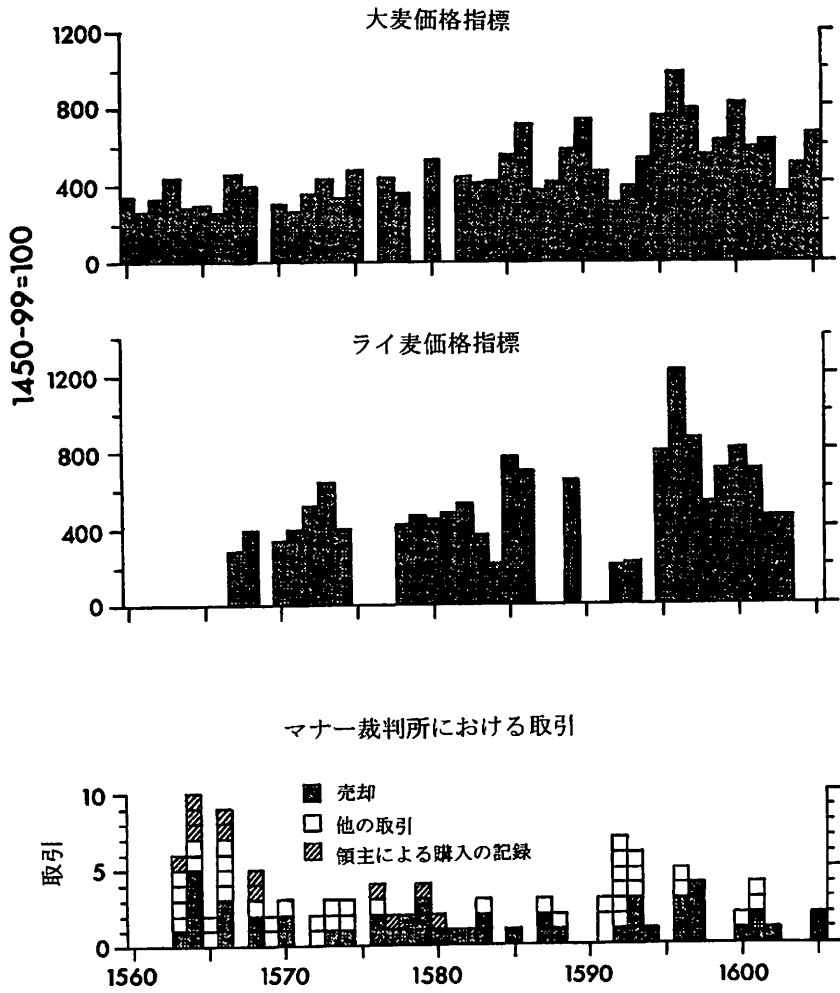 大麦価格指標
1200
800
400
0
1450-99=100
ライ麦価格指標
1200
800
400
0
マナー裁判所における取引
取引
10
5
0
売却
他の取引
領主による購入の記録
1560
1570
1580
1590
1600